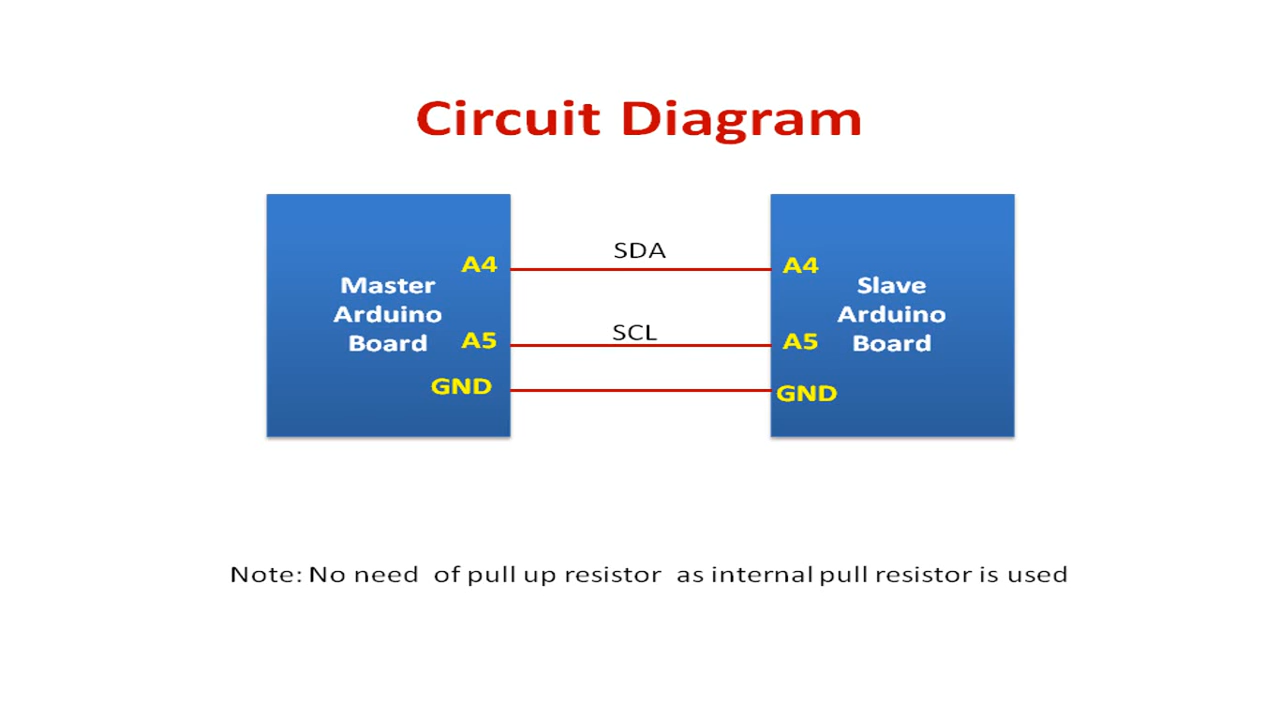 Circuit Diagram
SDA
A4
A4
Master
Arduino
Board
Slave
Arduino
Board
SCL
A5
A5
GND
GND
Note: No need of pull up resistor as internal pull resistor is used